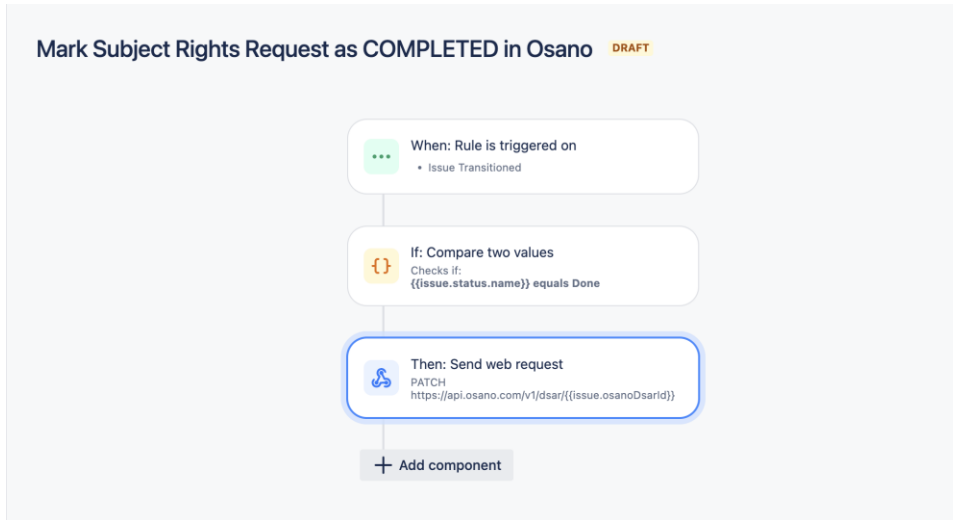 Mark Subject Rights Request as COMPLETED in Osano DRAFT
When: Rule is triggered on
• Issue Transitioned
If: Compare two values
Checks if:
{{issue.status.name}} equals Done
Then: Send web request
PATCH
https://api.osano.com/v1/dsar/{{issue.osanoDsarId}}
Add component